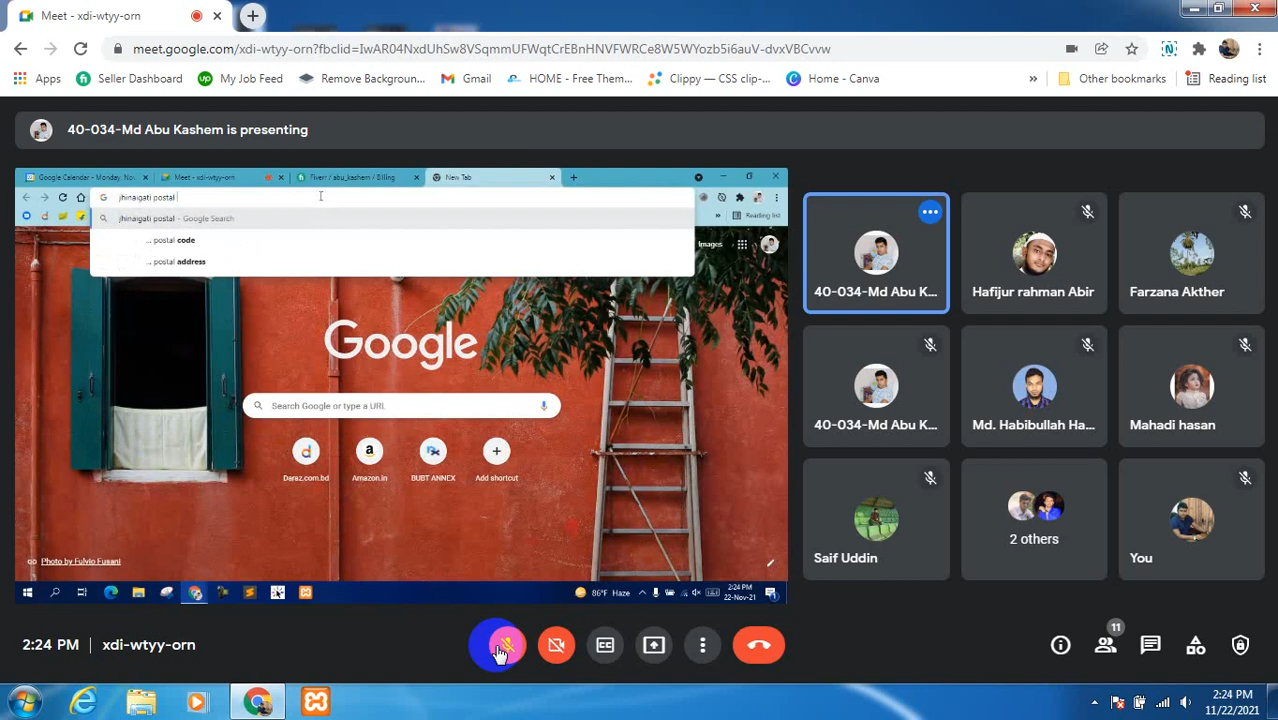 Meet - xdi-wtyy-orn
meet.google.com/xdi-wtyy-orn?fbclid=IwAR04NxdUhSw8VSqmmUFWqtCrEBnHNVFWRCe8W5WYozb5i6auV-dvxVBCvvw
Apps Seller Dashboard My Job Feed Remove Backgroun... Gmail HOME - Free Them... Clippy — CSS clip-... Home - Canva » Other bookmarks Reading list
40-034-Md Abu Kashem is presenting
Google Calendar - Monday, No Meet - xdi-wtyy-orn Fiverr / abu_kashem / Billing New Tab
jhinaigati postal
» Reading list
jhinaigati postal - Google Search
... postal code
... postal address
Images
Google
Search Google or type a URL
Daraz.com.bd Amazon.in BUBT ANNEX Add shortcut
Photo by Fulvio Fusani
86°F Haze 2:24 PM
22-Nov-21
40-034-Md Abu K... Hafijur rahman Abir Farzana Akther
40-034-Md Abu K... Md. Habibullah Ha... Mahadi hasan
Saif Uddin 2 others You
2:24 PM | xdi-wtyy-orn
11
2:24 PM
11/22/2021